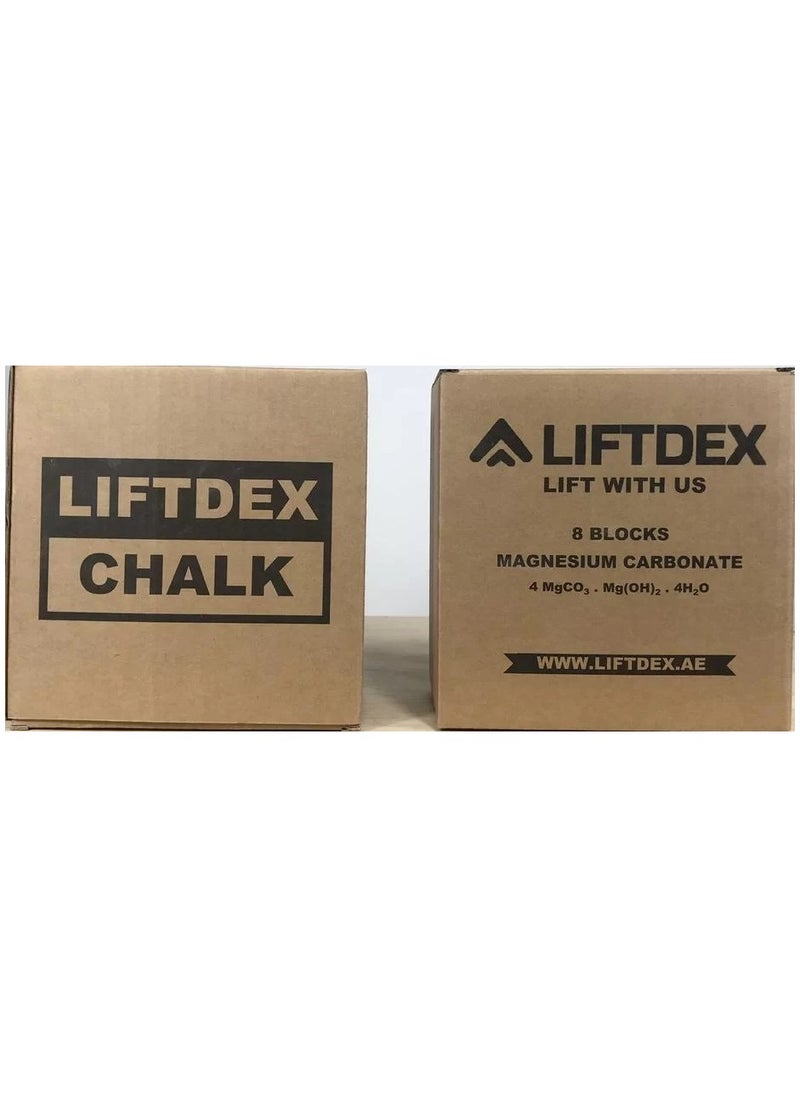 LIFTDEX
CHALK
LIFTDEX
LIFT WITH US
8 BLOCKS
MAGNESIUM CARBONATE
4 MgCO₃ . Mg(OH)₂ . 4H₂O
WWW.LIFTDEX.AE